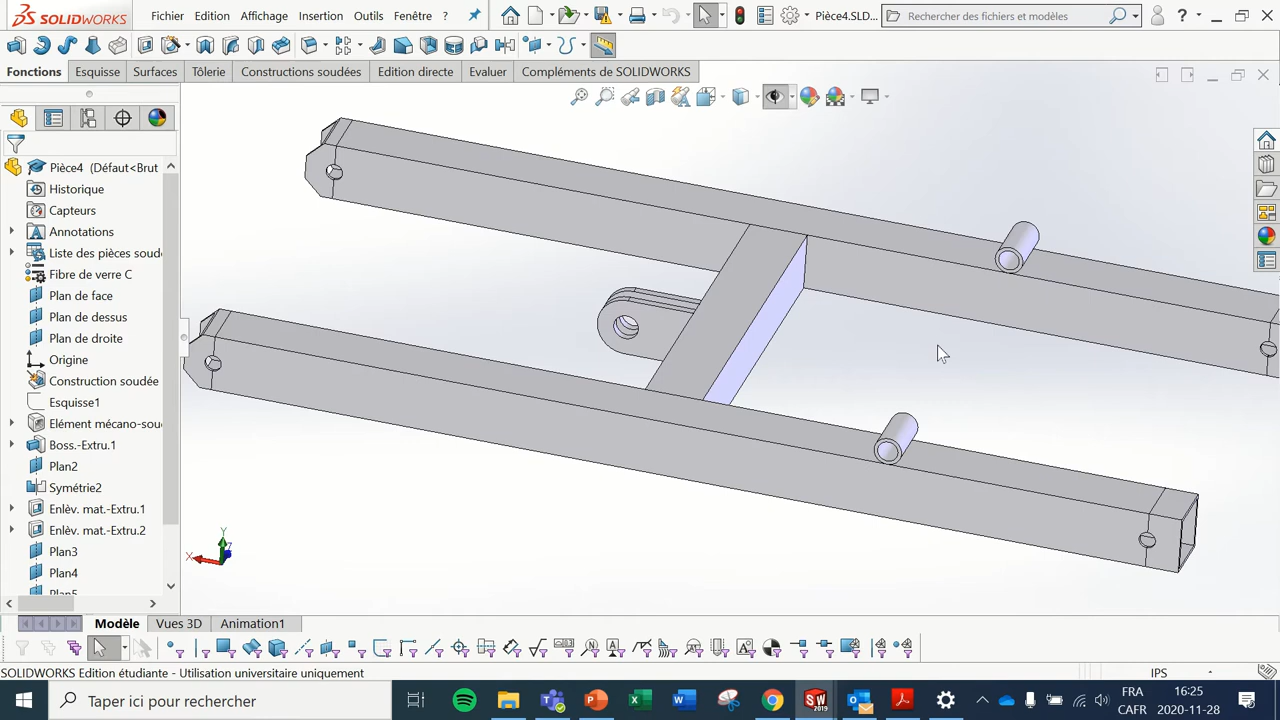 SOLIDWORKS Fichier Edition Affichage Insertion Outils Fenêtre ? Pièce4.SLD... Rechercher des fichiers et modèles ?
Fonctions Esquisse Surfaces Tôlerie Constructions soudées Edition directe Evaluer Compléments de SOLIDWORKS
Pièce4 (Défaut<Brut
Historique
Capteurs
Annotations
Liste des pièces soudé
Fibre de verre C
Plan de face
Plan de dessus
Plan de droite
Origine
Construction soudée
Esquisse1
Elément mécano-sou
Boss.-Extru.1
Plan2
Symétrie2
Enlèv. mat.-Extru.1
Enlèv. mat.-Extru.2
Plan3
Plan4
Plan5
Y
X
Z
Modèle Vues 3D Animation1
SOLIDWORKS Edition étudiante - Utilisation universitaire uniquement IPS
Taper ici pour rechercher
SW
2019
FRA
CAFR
16:25
2020-11-28